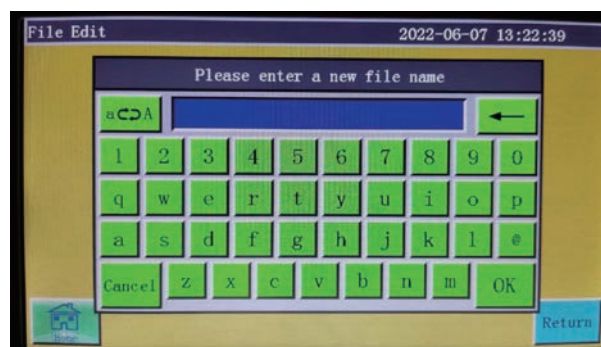 File Edit 2022-06-07 13:22:39
Please enter a new file name
a A
1 2 3 4 5 6 7 8 9 0
q w e r t y u i o p
a s d f g h j k l @
Cancel z x c v b n m OK
Home Return